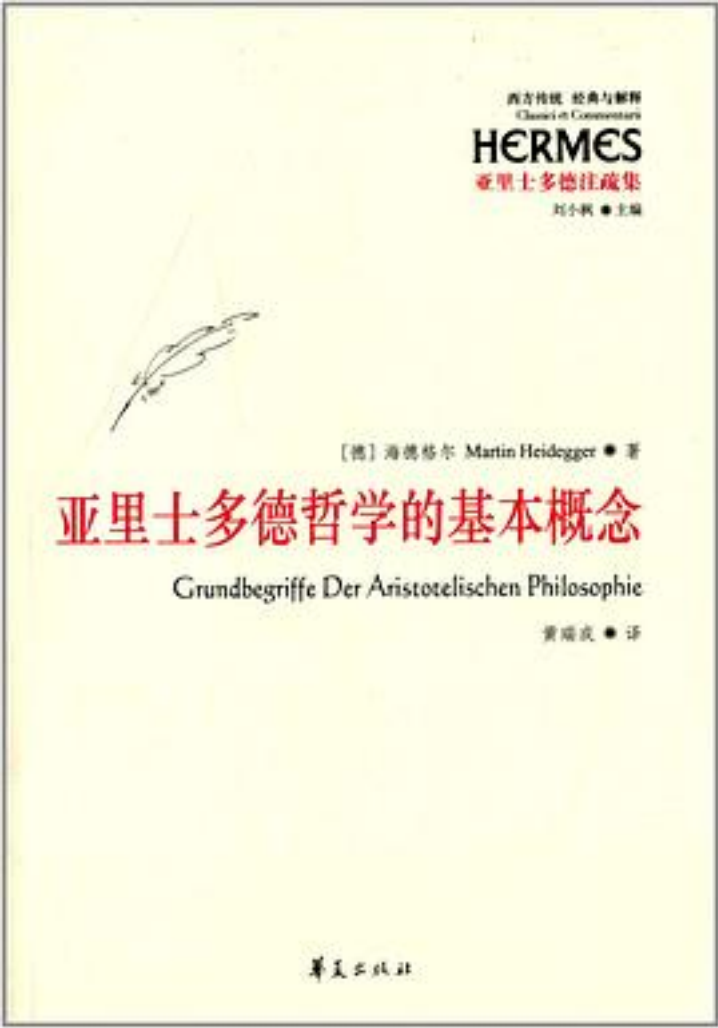 西方传统 经典与解释
Classici et Commentarii
HERMES
亚里士多德注疏集
刘小枫 ● 主编
[德] 海德格尔 Martin Heidegger ● 著
亚里士多德哲学的基本概念
Grundbegriffe Der Aristotelischen Philosophie
黄瑞成 ● 译
华夏出版社